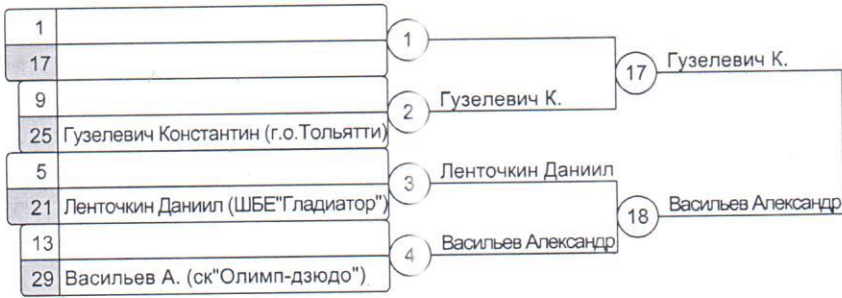 1
17
1
17
Гузелевич К.
9
2
Гузелевич К.
25 Гузелевич Константин (г.о.Тольятти)
5
3
Ленточкин Даниил
21 Ленточкин Даниил (ШБЕ"Гладиатор")
18
Васильев Александр
13
4
Васильев Александр
29 Васильев А. (ск"Олимп-дзюдо")